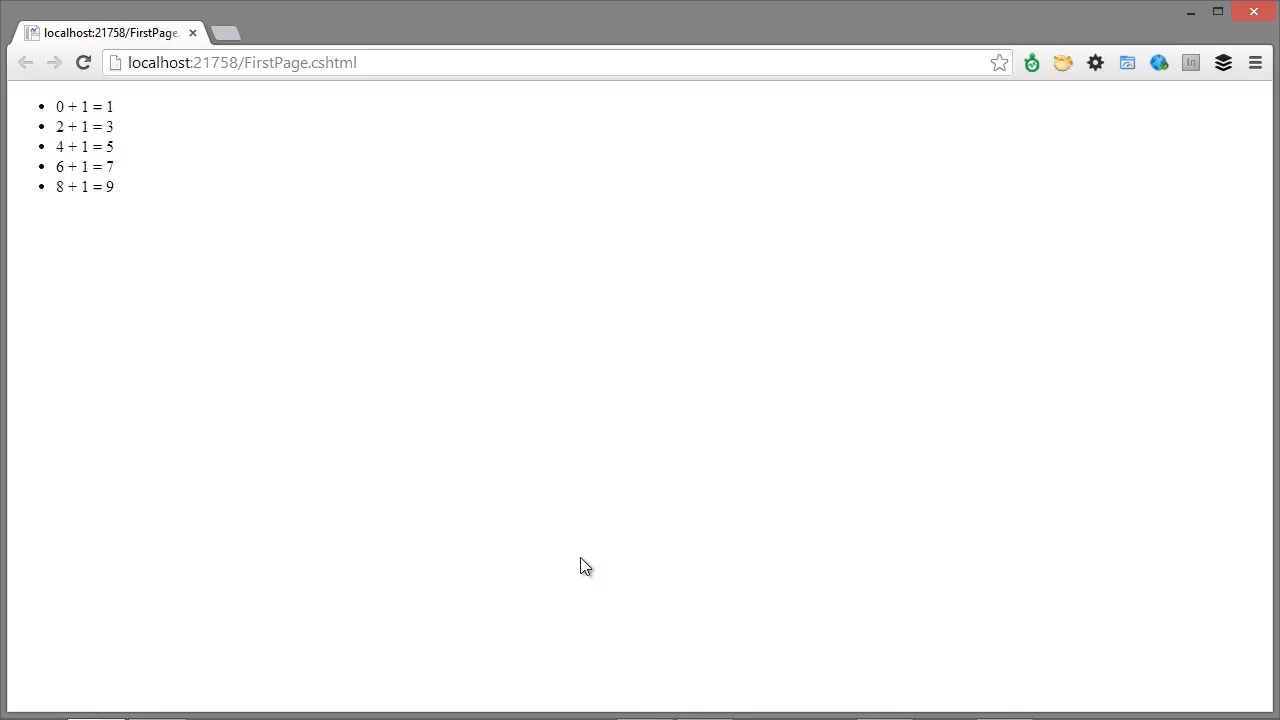 localhost:21758/FirstPage.
localhost:21758/FirstPage.cshtml
In
• 0 + 1 = 1
• 2 + 1 = 3
• 4 + 1 = 5
• 6 + 1 = 7
• 8 + 1 = 9